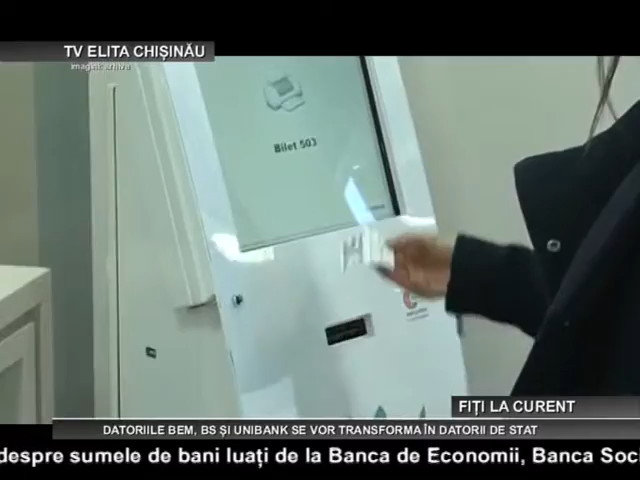 TV ELITA CHIȘINĂU
imagini: arhiva
Bilet 503
FIȚI LA CURENT
DATORIILE BEM, BS ȘI UNIBANK SE VOR TRANSFORMA ÎN DATORII DE STAT
despre sumele de bani luați de la Banca de Economii, Banca Soci